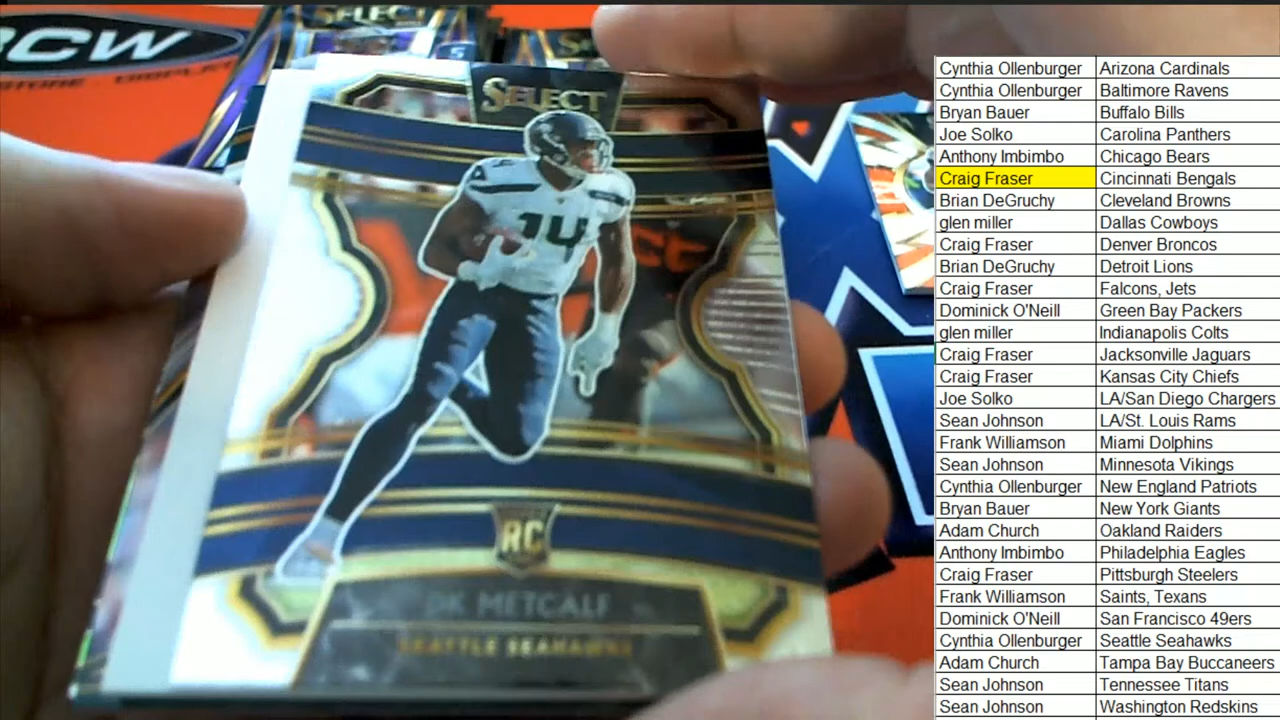 SELECT
CW
STORE DISPLAY
SELECT
14
14
RC
METCALF
SEATTLE SEAHAWKS
Cynthia Ollenburger Arizona Cardinals
Cynthia Ollenburger Baltimore Ravens
Bryan Bauer Buffalo Bills
Joe Solko Carolina Panthers
Anthony Imbimbo Chicago Bears
Craig Fraser Cincinnati Bengals
Brian DeGruchy Cleveland Browns
glen miller Dallas Cowboys
Craig Fraser Denver Broncos
Brian DeGruchy Detroit Lions
Craig Fraser Falcons, Jets
Dominick O'Neill Green Bay Packers
glen miller Indianapolis Colts
Craig Fraser Jacksonville Jaguars
Craig Fraser Kansas City Chiefs
Joe Solko LA/San Diego Chargers
Sean Johnson LA/St. Louis Rams
Frank Williamson Miami Dolphins
Sean Johnson Minnesota Vikings
Cynthia Ollenburger New England Patriots
Bryan Bauer New York Giants
Adam Church Oakland Raiders
Anthony Imbimbo Philadelphia Eagles
Craig Fraser Pittsburgh Steelers
Frank Williamson Saints, Texans
Dominick O'Neill San Francisco 49ers
Cynthia Ollenburger Seattle Seahawks
Adam Church Tampa Bay Buccaneers
Sean Johnson Tennessee Titans
Sean Johnson Washington Redskins